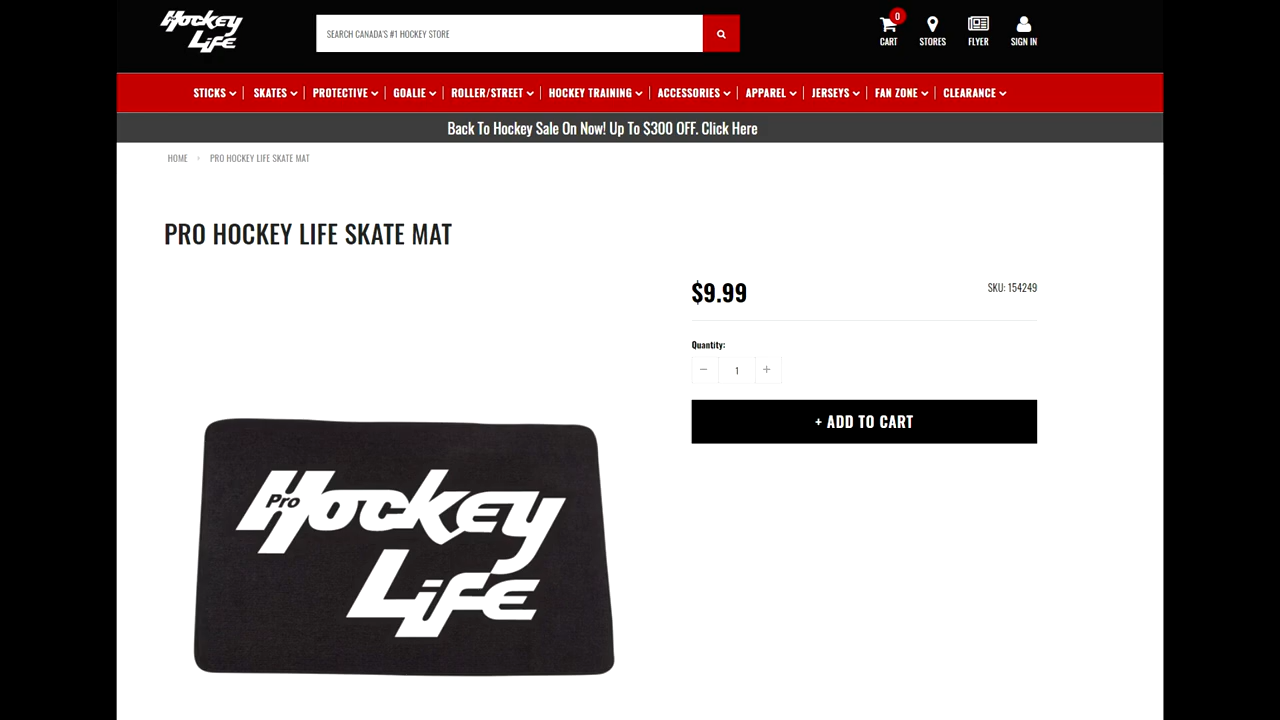 Pro Hockey
Life
SEARCH CANADA'S #1 HOCKEY STORE
0
CART
STORES
FLYER
SIGN IN
STICKS
SKATES
PROTECTIVE
GOALIE
ROLLER/STREET
HOCKEY TRAINING
ACCESSORIES
APPAREL
JERSEYS
FAN ZONE
CLEARANCE
Back To Hockey Sale On Now! Up To $300 OFF. Click Here
HOME › PRO HOCKEY LIFE SKATE MAT
PRO HOCKEY LIFE SKATE MAT
$9.99
SKU: 154249
Quantity:
− 1 +
+ ADD TO CART
Pro Hockey
Life